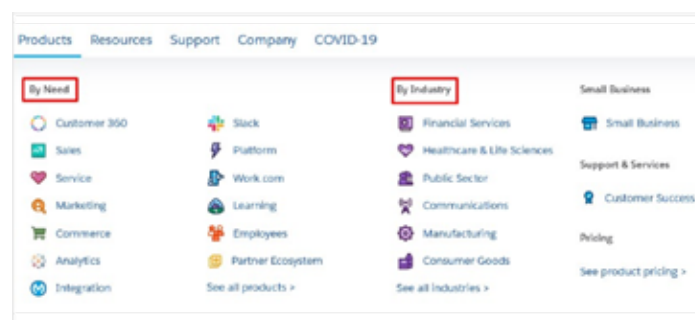 Products Resources Support Company COVID-19
By Need
Customer 360
Sales
Service
Marketing
Commerce
Analytics
Integration
Slack
Platform
Work.com
Learning
Employees
Partner Ecosystem
See all products >
By Industry
Financial Services
Healthcare & Life Sciences
Public Sector
Communications
Manufacturing
Consumer Goods
See all industries >
Small Business
Small Business
Support & Services
Customer Success
Pricing
See product pricing >